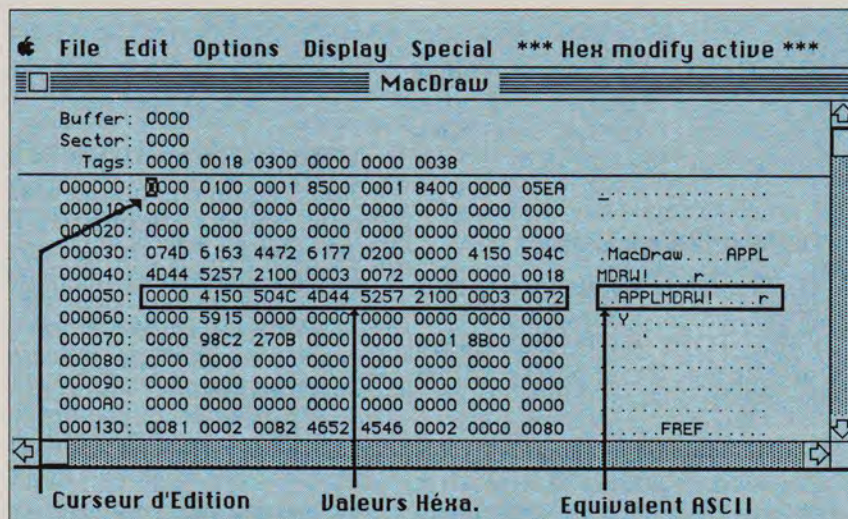 File Edit Options Display Special *** Hex modify active ***
MacDraw
Buffer: 0000
Sector: 0000
Tags: 0000 0018 0300 0000 0000 0038
000000: 0000 0100 0001 8500 0001 8400 0000 05EA ................
000010: 0000 0000 0000 0000 0000 0000 0000 0000 ................
000020: 0000 0000 0000 0000 0000 0000 0000 0000 ................
000030: 074D 6163 4472 6177 0200 0000 4150 504C .MacDraw....APPL
000040: 4D44 5257 2100 0003 0072 0000 0000 0018 MDRW!....r......
000050: 0000 4150 504C 4D44 5257 2100 0003 0072 ..APPLMDRW!....r
000060: 0000 5915 0000 0000 0000 0000 0000 0000 ..Y.............
000070: 0000 98C2 270B 0000 0000 0001 8B00 0000 ....'...........
000080: 0000 0000 0000 0000 0000 0000 0000 0000 ................
000090: 0000 0000 0000 0000 0000 0000 0000 0000 ................
0000A0: 0000 0000 0000 0000 0000 0000 0000 0000 ................
000130: 0081 0002 0082 4652 4546 0002 0000 0080 ......FREF......
Curseur d'Edition Valeurs Héxa. Equivalent ASCII